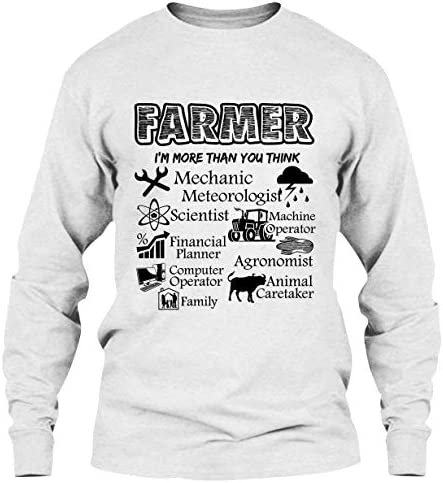 FARMER
I'M MORE THAN YOU THINK
Mechanic
Meteorologist
Scientist
Machine
Operator
%
Financial
Planner
Agronomist
Computer
Operator
Animal
Caretaker
Family